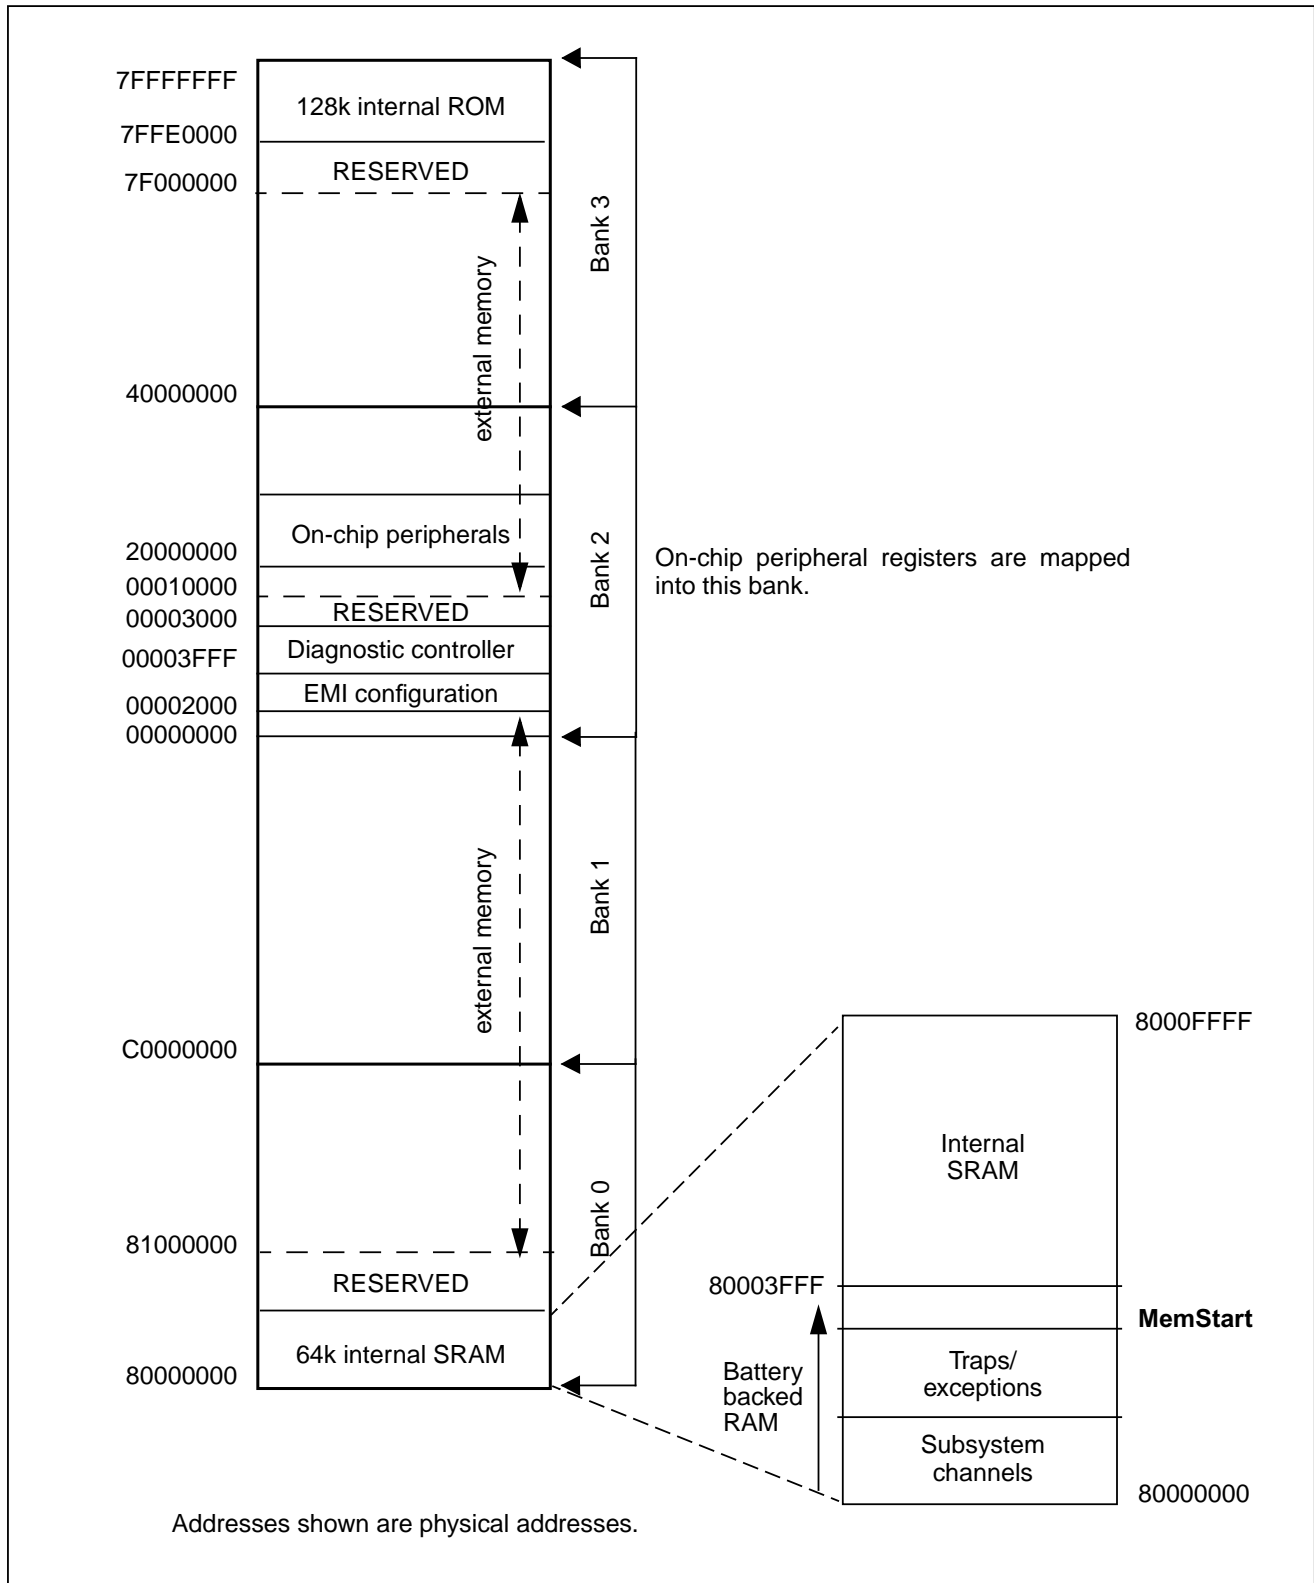 7FFFFFFF
128k internal ROM
7FFE0000
RESERVED
7F000000
Bank 3
external memory
40000000
On-chip peripherals
20000000
Bank 2
On-chip peripheral registers are mapped
into this bank.
00010000
RESERVED
00003000
Diagnostic controller
00003FFF
EMI configuration
00002000
00000000
external memory
Bank 1
C0000000
8000FFFF
Internal
SRAM
Bank 0
81000000
RESERVED
80003FFF
MemStart
64k internal SRAM
80000000
Traps/
exceptions
Battery
backed
RAM
Subsystem
channels
80000000
Addresses shown are physical addresses.